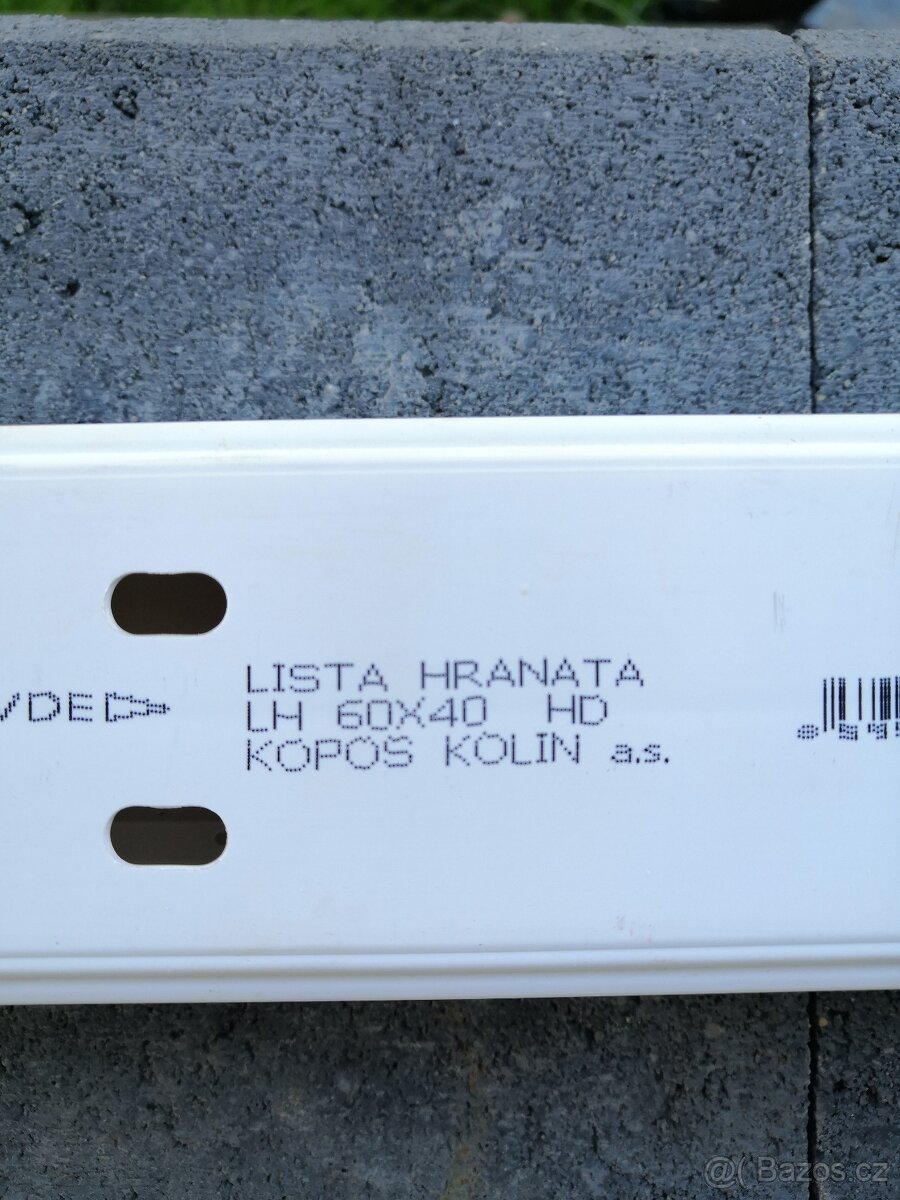 VDE
LISTA HRANATA
LH 60X40 HD
KOPOS KOLIN a.s.
@( Bazos.cz